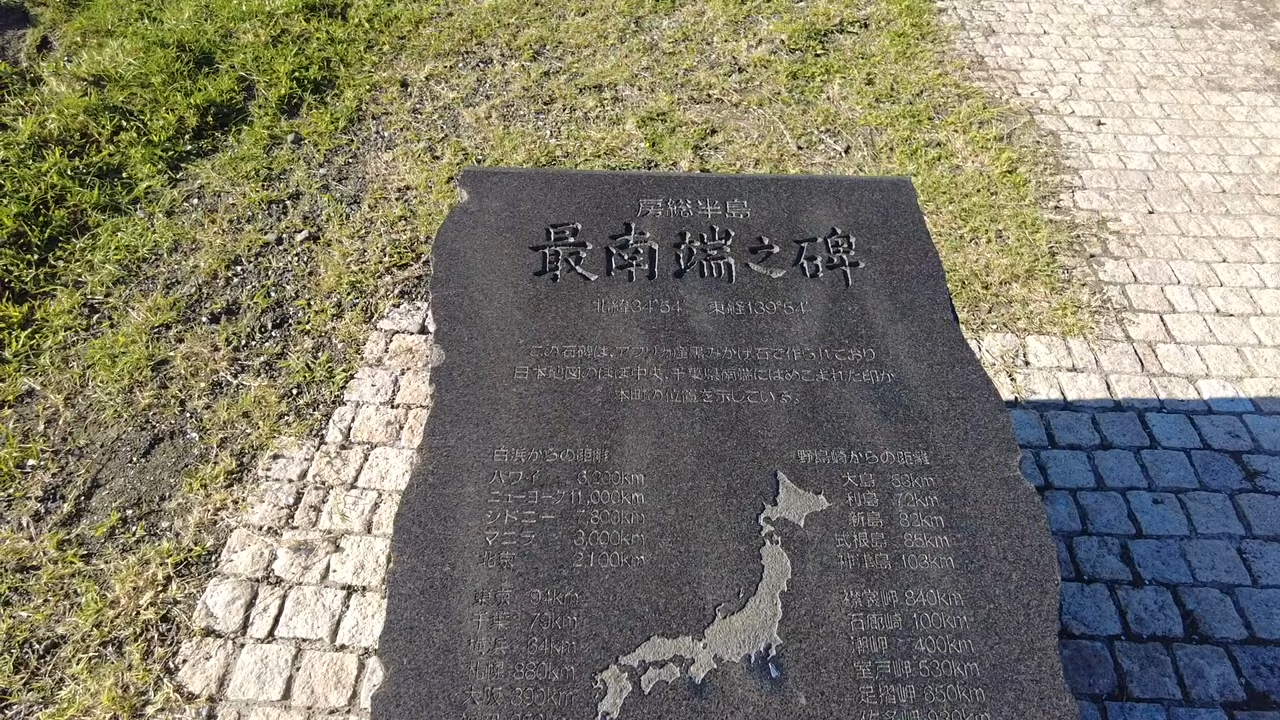 房総半島
最南端之碑
北緯34°54′ 東経139°54′
この石碑は、アフリカ産黒みかげ石で作られており
日本地図のほぼ中央、千葉県南端にはめこまれた印が
本町の位置を示している。
白浜からの距離
ハワイ 6,200km
ニューヨーク11,000km
シドニー 7,800km
マニラ 3,000km
北京 2,100km
東京 94km
千葉 79km
札幌 880km
大阪 390km
野島崎からの距離
大島 53km
利島 72km
新島 82km
式根島 85km
神津島 103km
襟裳岬 840km
石廊崎 100km
潮岬 400km
室戸岬 530km
足摺岬 650km